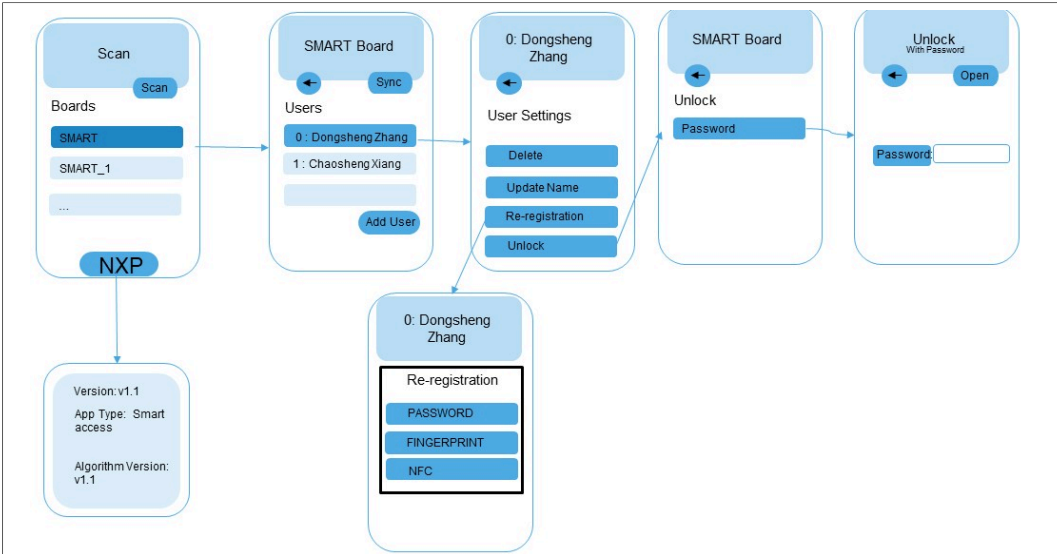 Scan
Scan
Boards
SMART
SMART_1
...
NXP
SMART Board
Sync
Users
0 : Dongsheng Zhang
1 : Chaosheng Xiang
Add User
0: Dongsheng
Zhang
User Settings
Delete
Update Name
Re-registration
Unlock
SMART Board
Unlock
Password
Unlock
With Password
Open
Password:
Version: v1.1
App Type: Smart
access
Algorithm Version:
v1.1
0: Dongsheng
Zhang
Re-registration
PASSWORD
FINGERPRINT
NFC